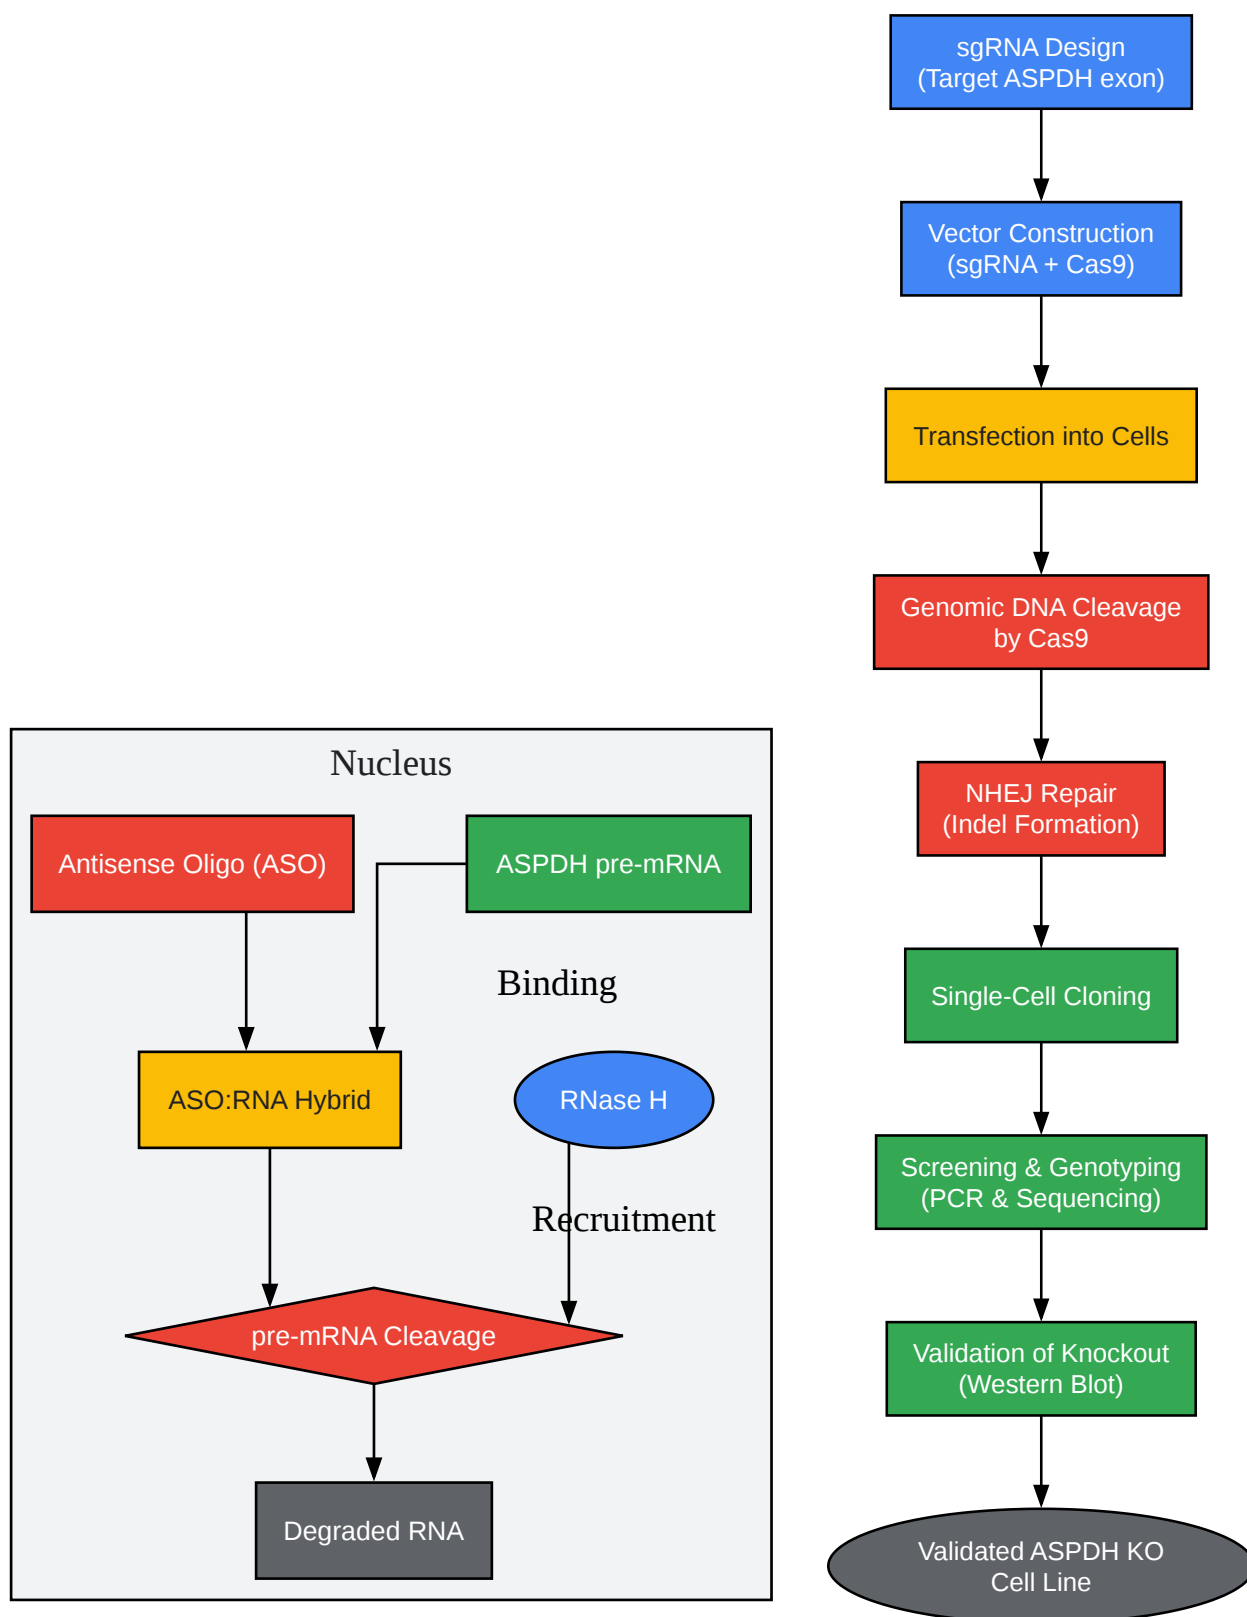 sgRNA Design
(Target ASPDH exon)
Vector Construction
(sgRNA + Cas9)
Transfection into Cells
Genomic DNA Cleavage
by Cas9
NHEJ Repair
(Indel Formation)
Single-Cell Cloning
Screening & Genotyping
(PCR & Sequencing)
Validation of Knockout
(Western Blot)
Validated ASPDH KO
Cell Line
Nucleus
Antisense Oligo (ASO)
ASPDH pre-mRNA
Binding
ASO:RNA Hybrid
RNase H
Recruitment
pre-mRNA Cleavage
Degraded RNA